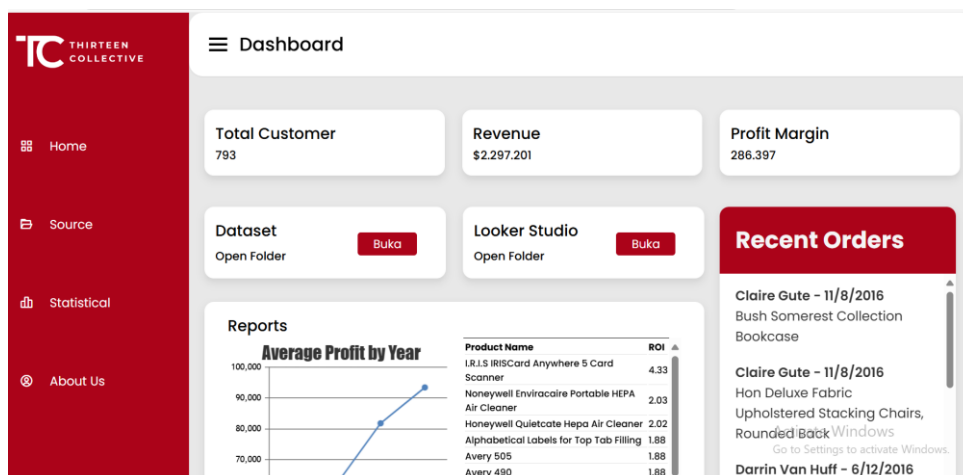 TC THIRTEEN
COLLECTIVE
Dashboard
Home
Source
Statistical
About Us
Total Customer
793
Revenue
$2.297.201
Profit Margin
286.397
Dataset
Open Folder
Buka
Looker Studio
Open Folder
Buka
Reports
Average Profit by Year
100,000
90,000
80,000
70,000
Product Name ROI
I.R.I.S IRISCard Anywhere 5 Card
Scanner 4.33
Noneywell Enviracaire Portable HEPA
Air Cleaner 2.03
Honeywell Quietcate Hepa Air Cleaner 2.02
Alphabetical Labels for Top Tab Filling 1.88
Avery 505 1.88
Avery 490 1.88
Recent Orders
Claire Gute - 11/8/2016
Bush Somerest Collection
Bookcase
Claire Gute - 11/8/2016
Hon Deluxe Fabric
Upholstered Stacking Chairs,
Rounded Back
Activate Windows
Go to Settings to activate Windows.
Darrin Van Huff - 6/12/2016